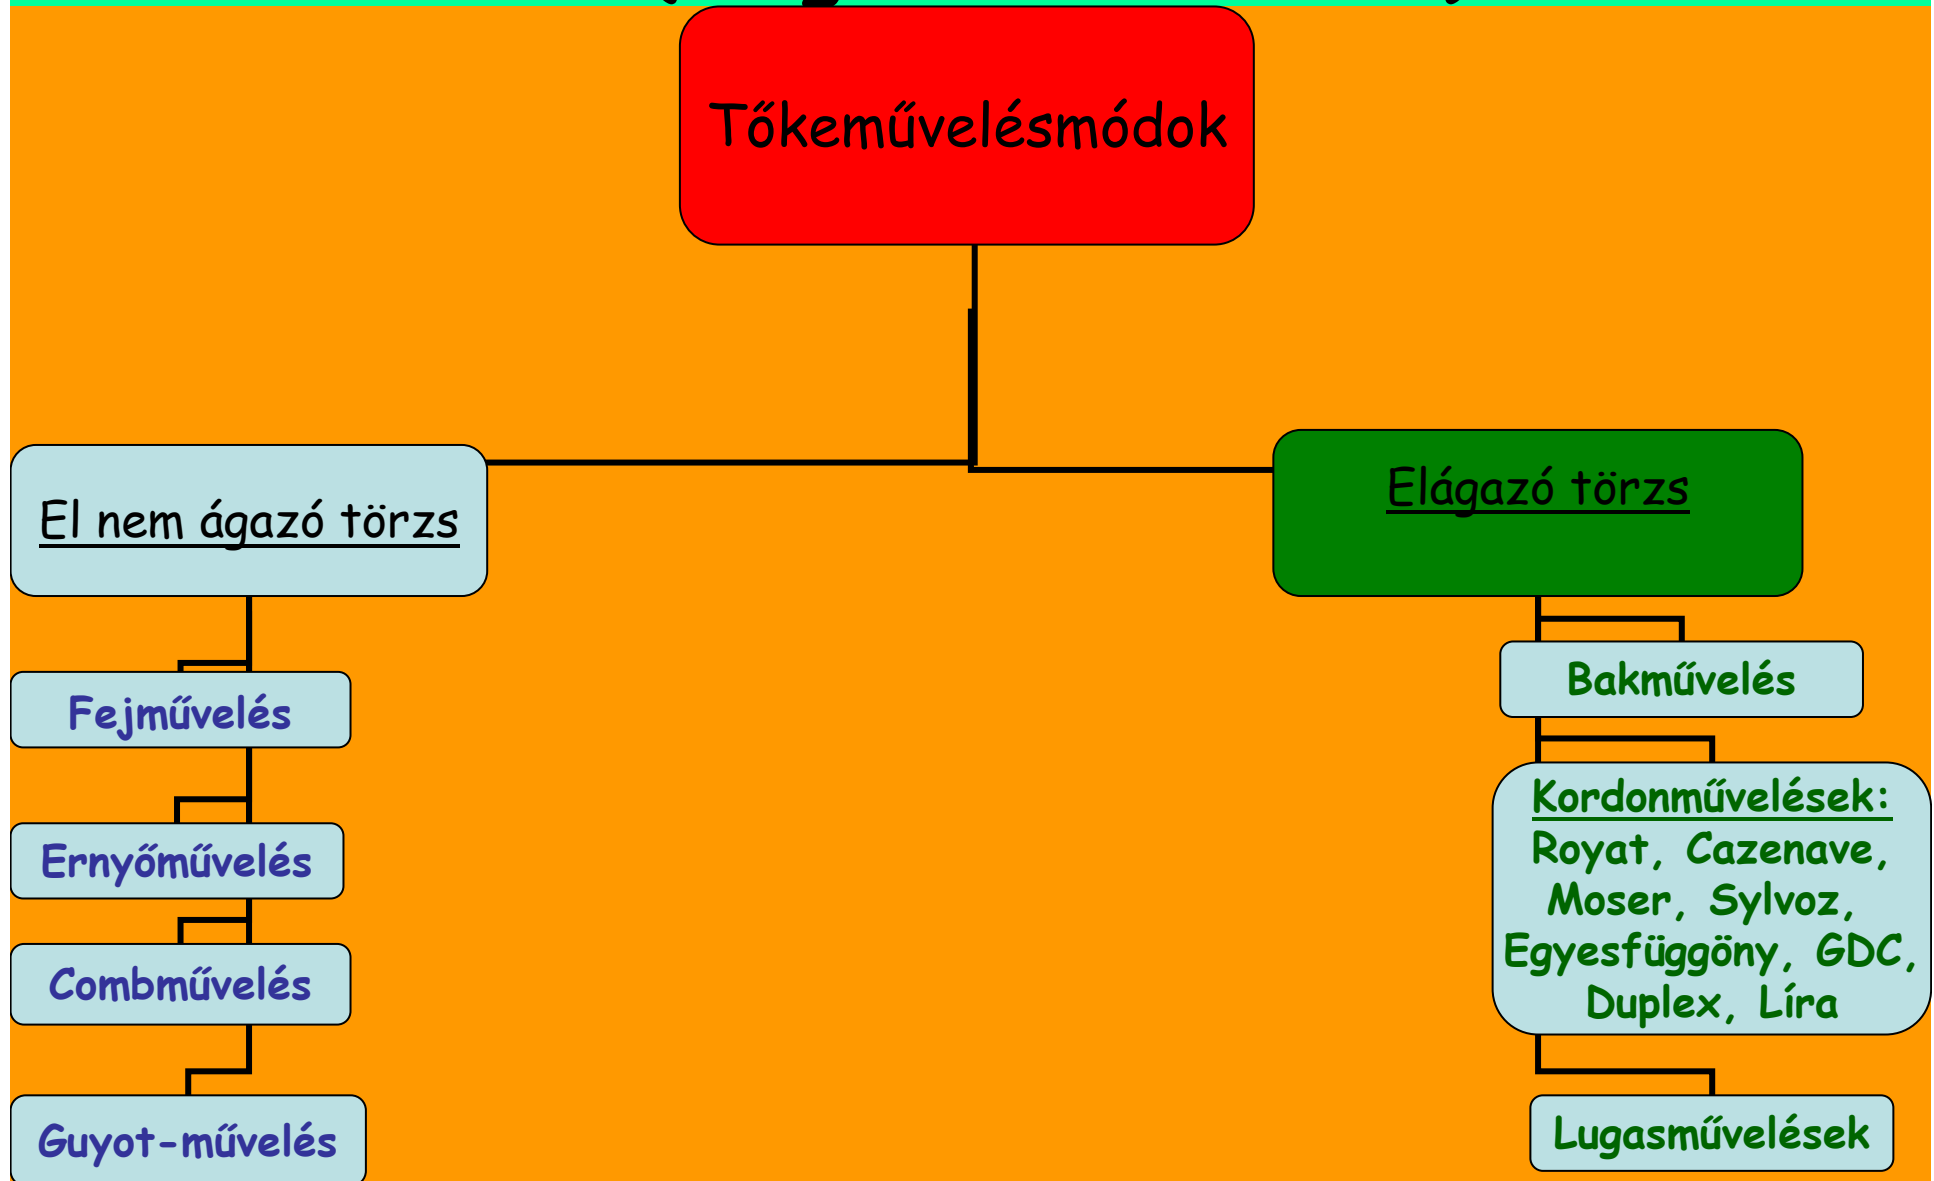 Tőkeművelésmódok
El nem ágazó törzs
Fejművelés
Ernyőművelés
Combművelés
Guyot-művelés
Elágazó törzs
Bakművelés
Kordonművelések:
Royat, Cazenave,
Moser, Sylvoz,
Egyesfüggöny, GDC,
Duplex, Líra
Lugasművelések